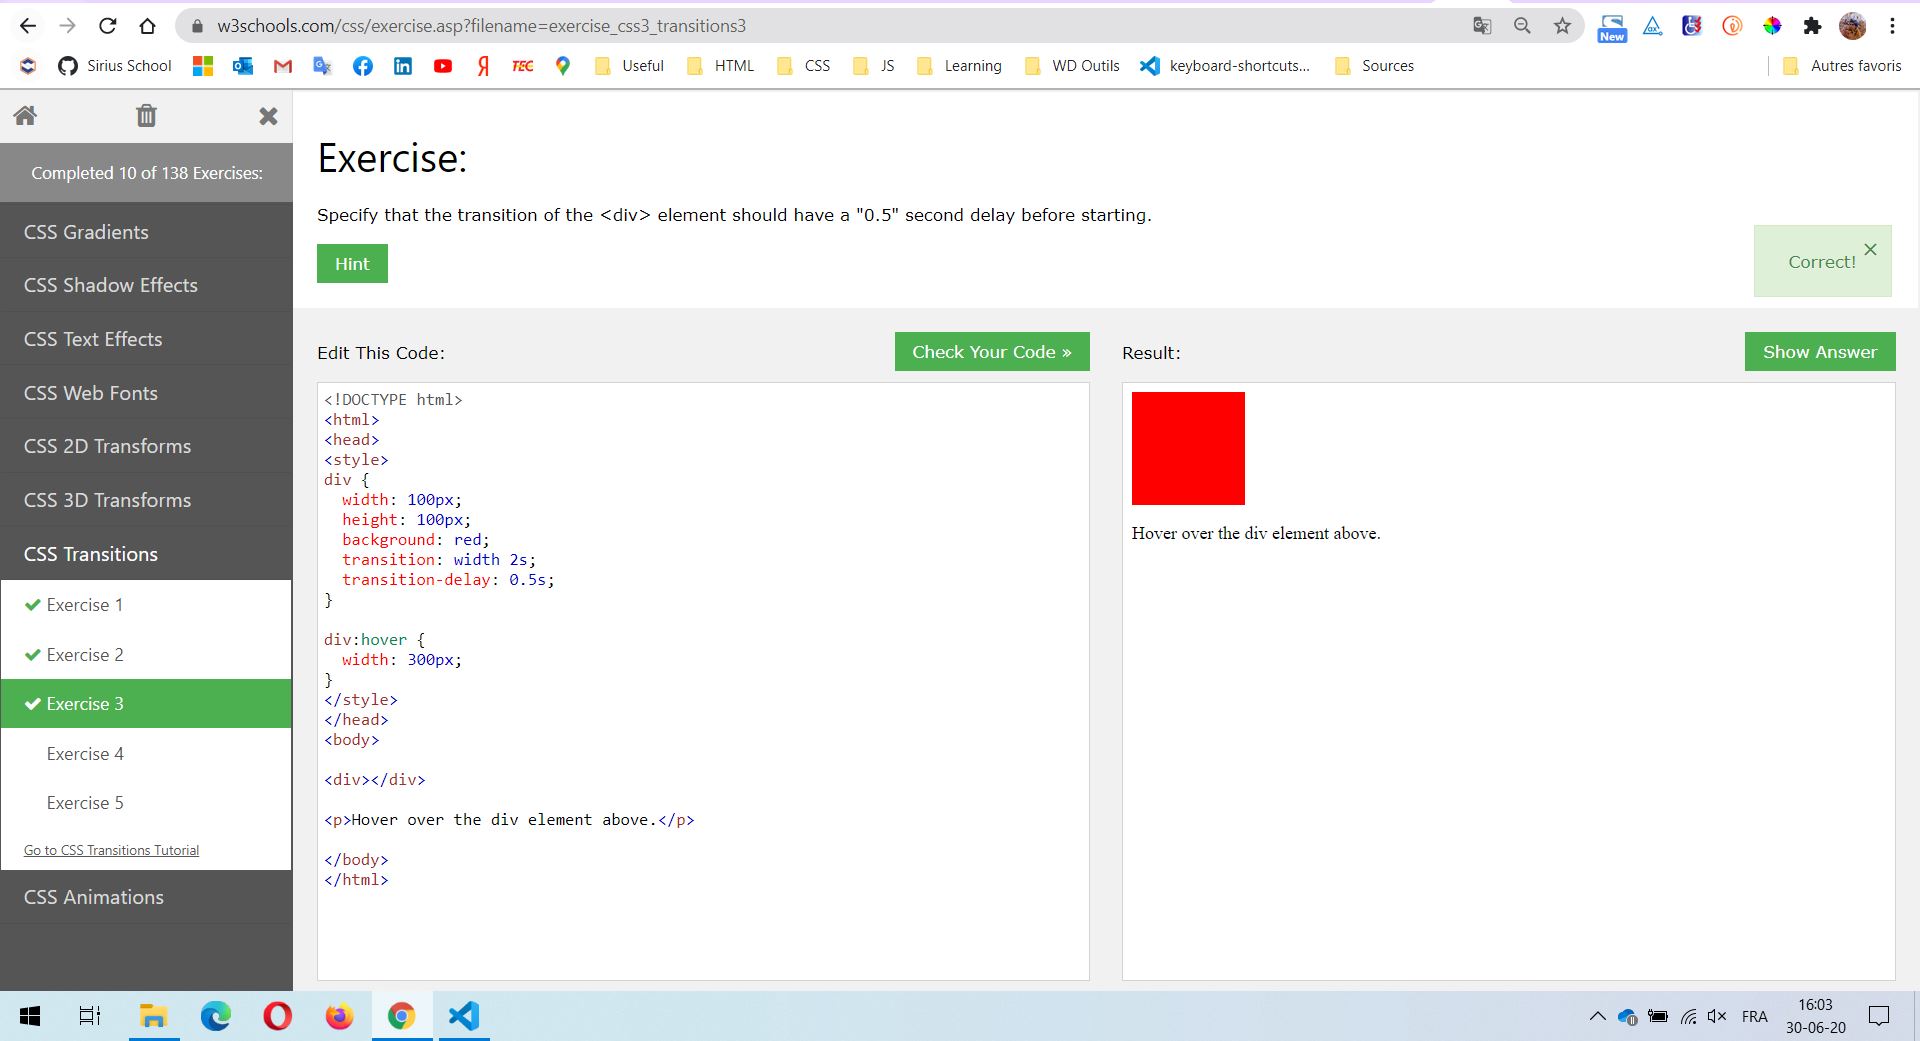 w3schools.com/css/exercise.asp?filename=exercise_css3_transitions3
New
Sirius School
TEC
Useful
HTML
CSS
JS
Learning
WD Outils
keyboard-shortcuts...
Sources
Autres favoris
Completed 10 of 138 Exercises:
CSS Gradients
CSS Shadow Effects
CSS Text Effects
CSS Web Fonts
CSS 2D Transforms
CSS 3D Transforms
CSS Transitions
Exercise 1
Exercise 2
Exercise 3
Exercise 4
Exercise 5
Go to CSS Transitions Tutorial
CSS Animations
Exercise:
Specify that the transition of the <div> element should have a "0.5" second delay before starting.
Hint
Correct!
Edit This Code:
Check Your Code »
<!DOCTYPE html>
<html>
<head>
<style>
div {
  width: 100px;
  height: 100px;
  background: red;
  transition: width 2s;
  transition-delay: 0.5s;
}

div:hover {
  width: 300px;
}
</style>
</head>
<body>

<div></div>

<p>Hover over the div element above.</p>

</body>
</html>
Result:
Show Answer
Hover over the div element above.
FRA
16:03
30-06-20